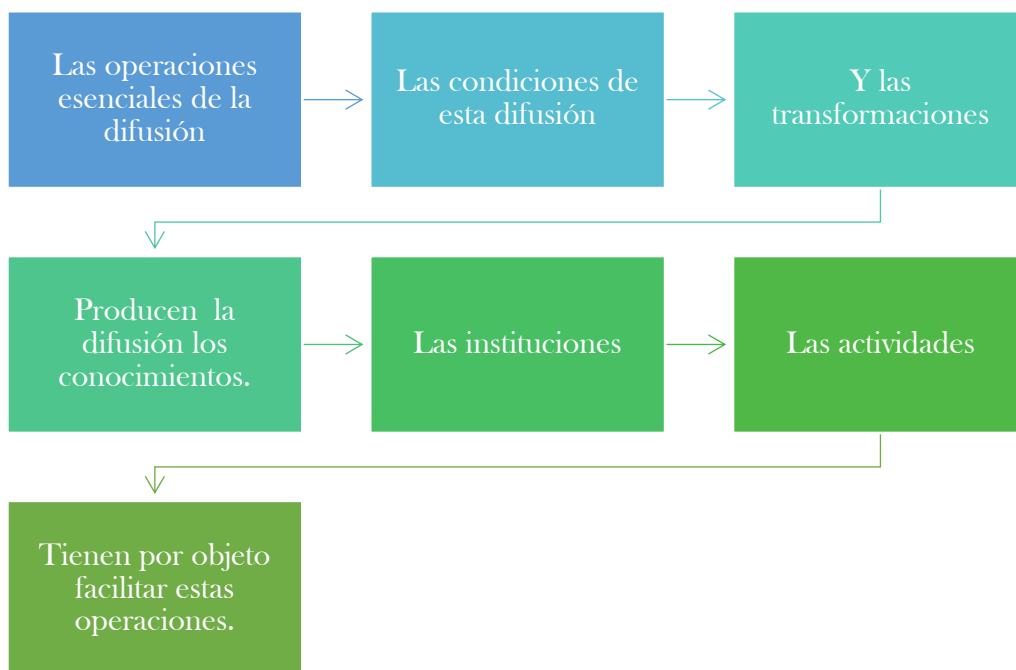 Las operaciones
esenciales de la
difusión
Las condiciones de
esta difusión
Y las
transformaciones
Producen  la
difusión los
conocimientos.
Las instituciones
Las actividades
Tienen por objeto
facilitar estas
operaciones.